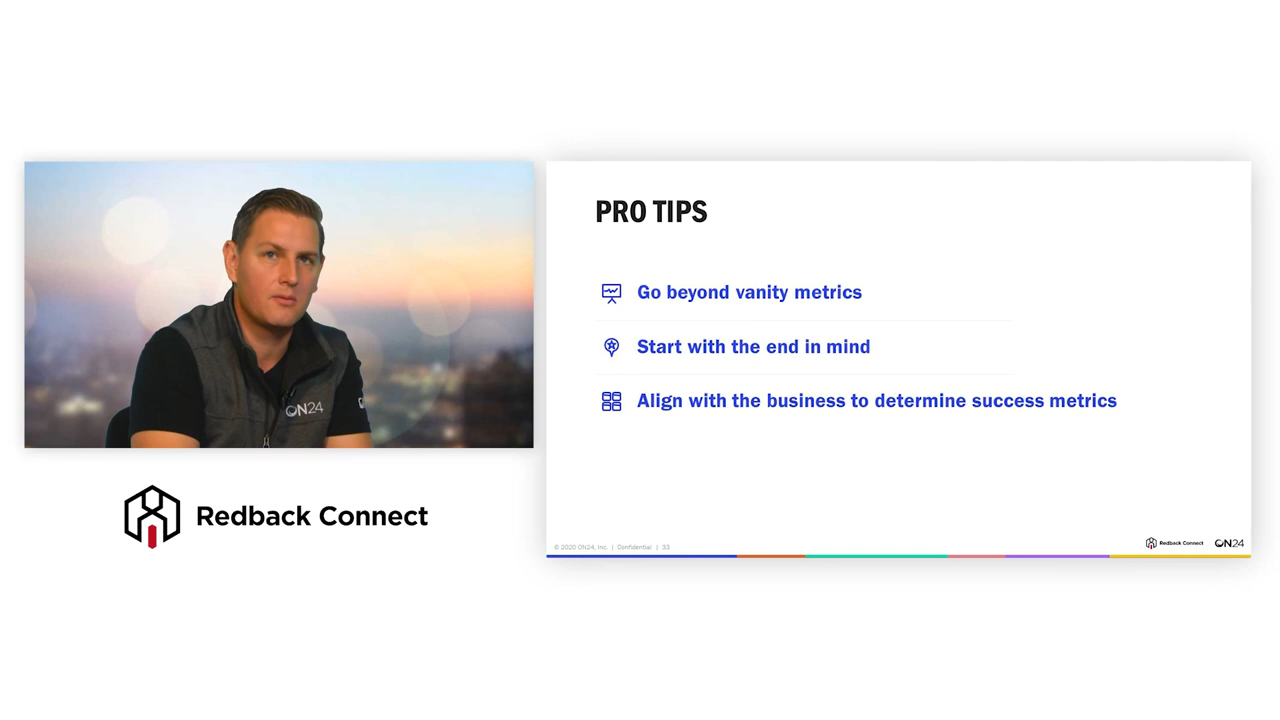 ON24
Redback Connect
PRO TIPS
Go beyond vanity metrics
Start with the end in mind
Align with the business to determine success metrics
© 2020 ON24, Inc. | Confidential | 33
Redback Connect
ON24